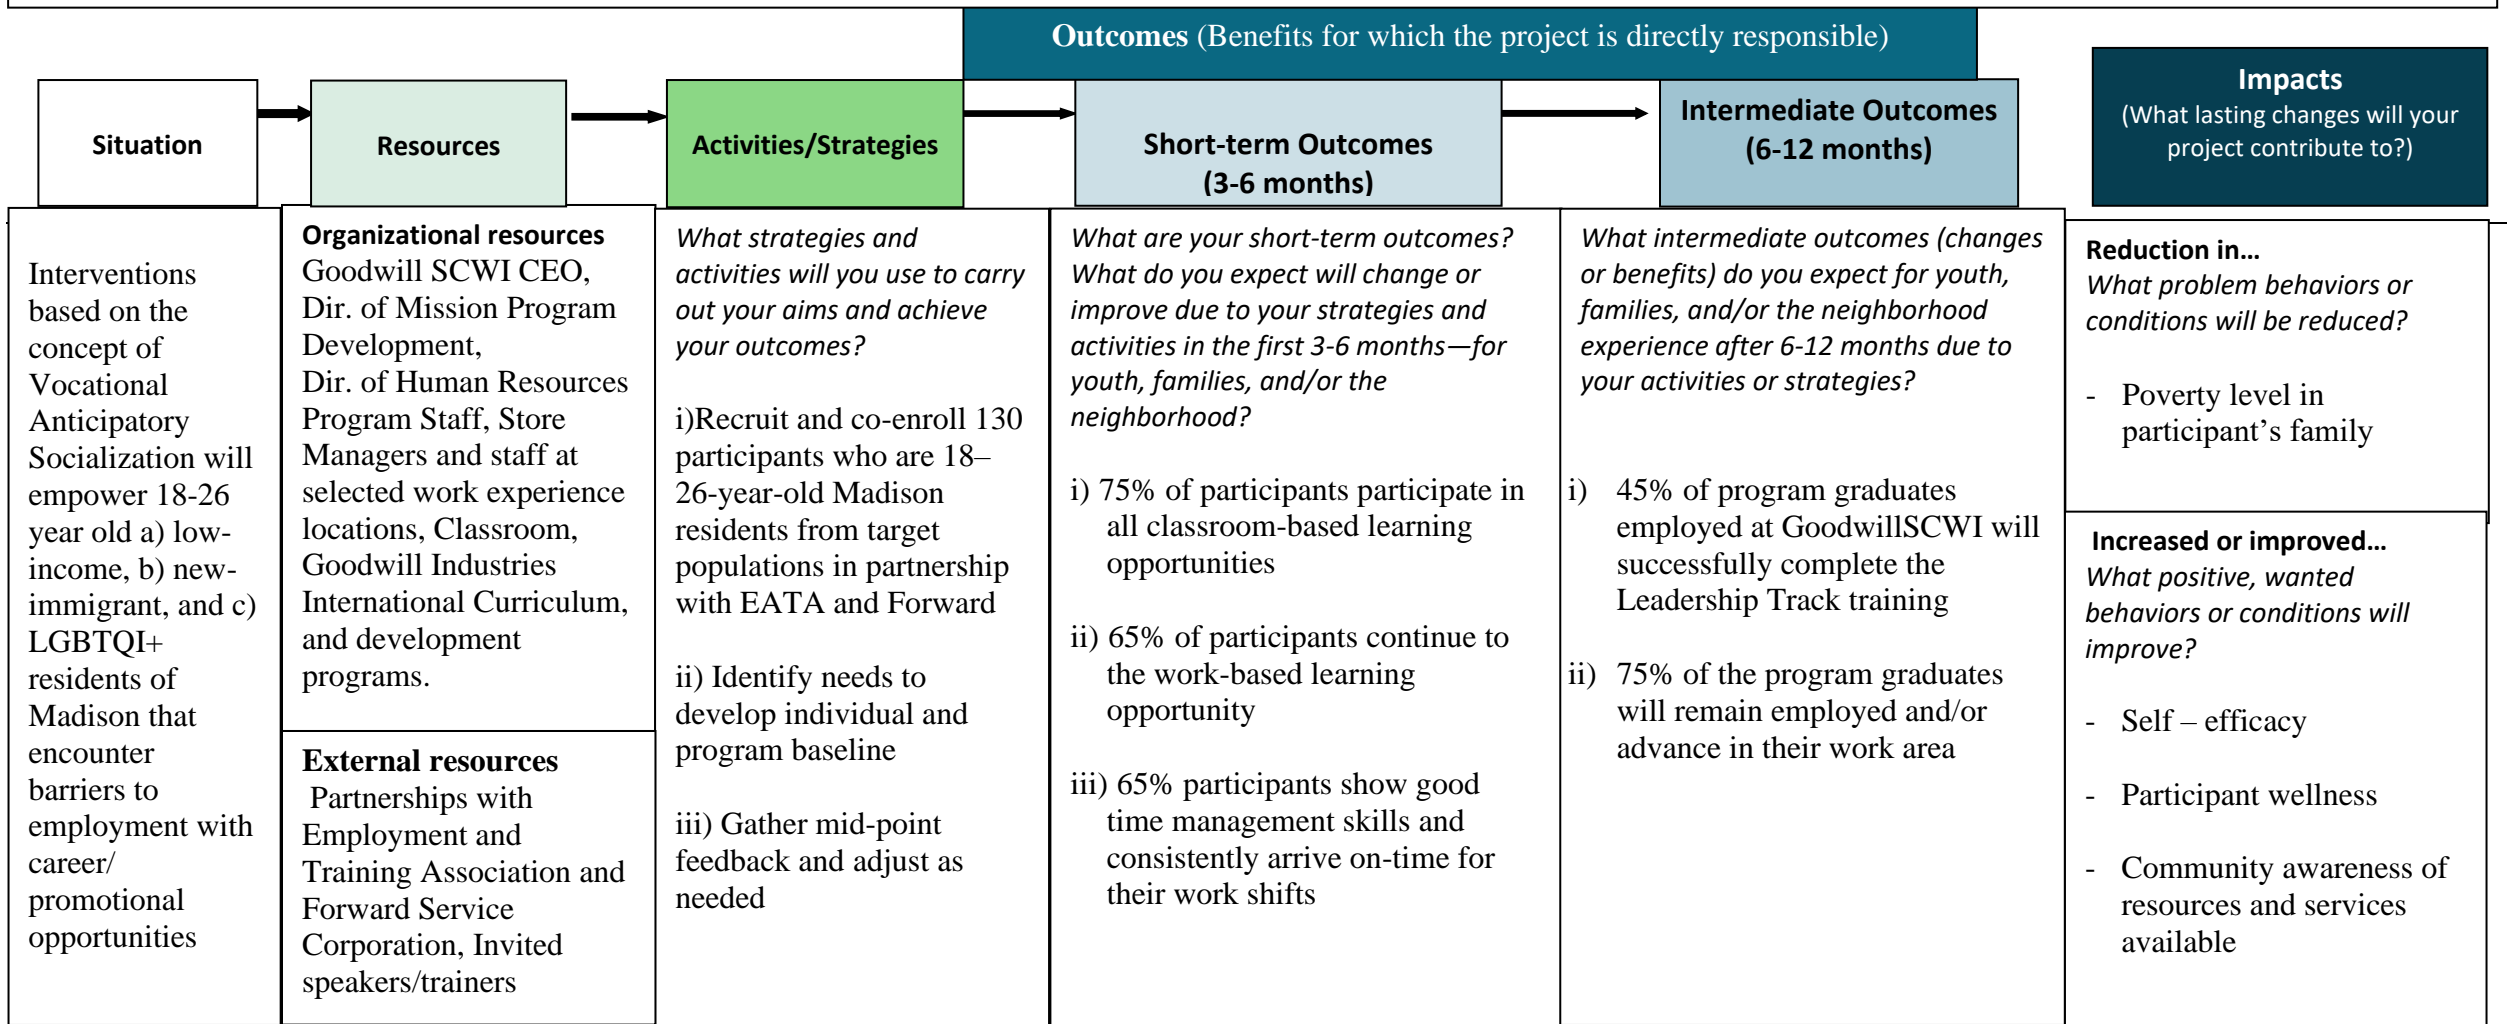 Outcomes (Benefits for which the project is directly responsible)
Situation
Resources
Activities/Strategies
Short-term Outcomes
(3-6 months)
Intermediate Outcomes
(6-12 months)
Impacts
(What lasting changes will your
project contribute to?)
Interventions
based on the
concept of
Vocational
Anticipatory
Socialization will
empower 18-26
year old a) low-
income, b) new-
immigrant, and c)
LGBTQI+
residents of
Madison that
encounter
barriers to
employment with
career/
promotional
opportunities
Organizational resources
Goodwill SCWI CEO,
Dir. of Mission Program
Development,
Dir. of Human Resources
Program Staff, Store
Managers and staff at
selected work experience
locations, Classroom,
Goodwill Industries
International Curriculum,
and development
programs.
External resources
Partnerships with
Employment and
Training Association and
Forward Service
Corporation, Invited
speakers/trainers
What strategies and
activities will you use to carry
out your aims and achieve
your outcomes?
i)Recruit and co-enroll 130
participants who are 18–
26-year-old Madison
residents from target
populations in partnership
with EATA and Forward
ii) Identify needs to
develop individual and
program baseline
iii) Gather mid-point
feedback and adjust as
needed
What are your short-term outcomes?
What do you expect will change or
improve due to your strategies and
activities in the first 3-6 months—for
youth, families, and/or the
neighborhood?
i) 75% of participants participate in
all classroom-based learning
opportunities
ii) 65% of participants continue to
the work-based learning
opportunity
iii) 65% participants show good
time management skills and
consistently arrive on-time for
their work shifts
What intermediate outcomes (changes
or benefits) do you expect for youth,
families, and/or the neighborhood
experience after 6-12 months due to
your activities or strategies?
i) 45% of program graduates
employed at GoodwillSCWI will
successfully complete the
Leadership Track training
ii) 75% of the program graduates
will remain employed and/or
advance in their work area
Reduction in…
What problem behaviors or
conditions will be reduced?
- Poverty level in
participant’s family
Increased or improved…
What positive, wanted
behaviors or conditions will
improve?
- Self – efficacy
- Participant wellness
- Community awareness of
resources and services
available